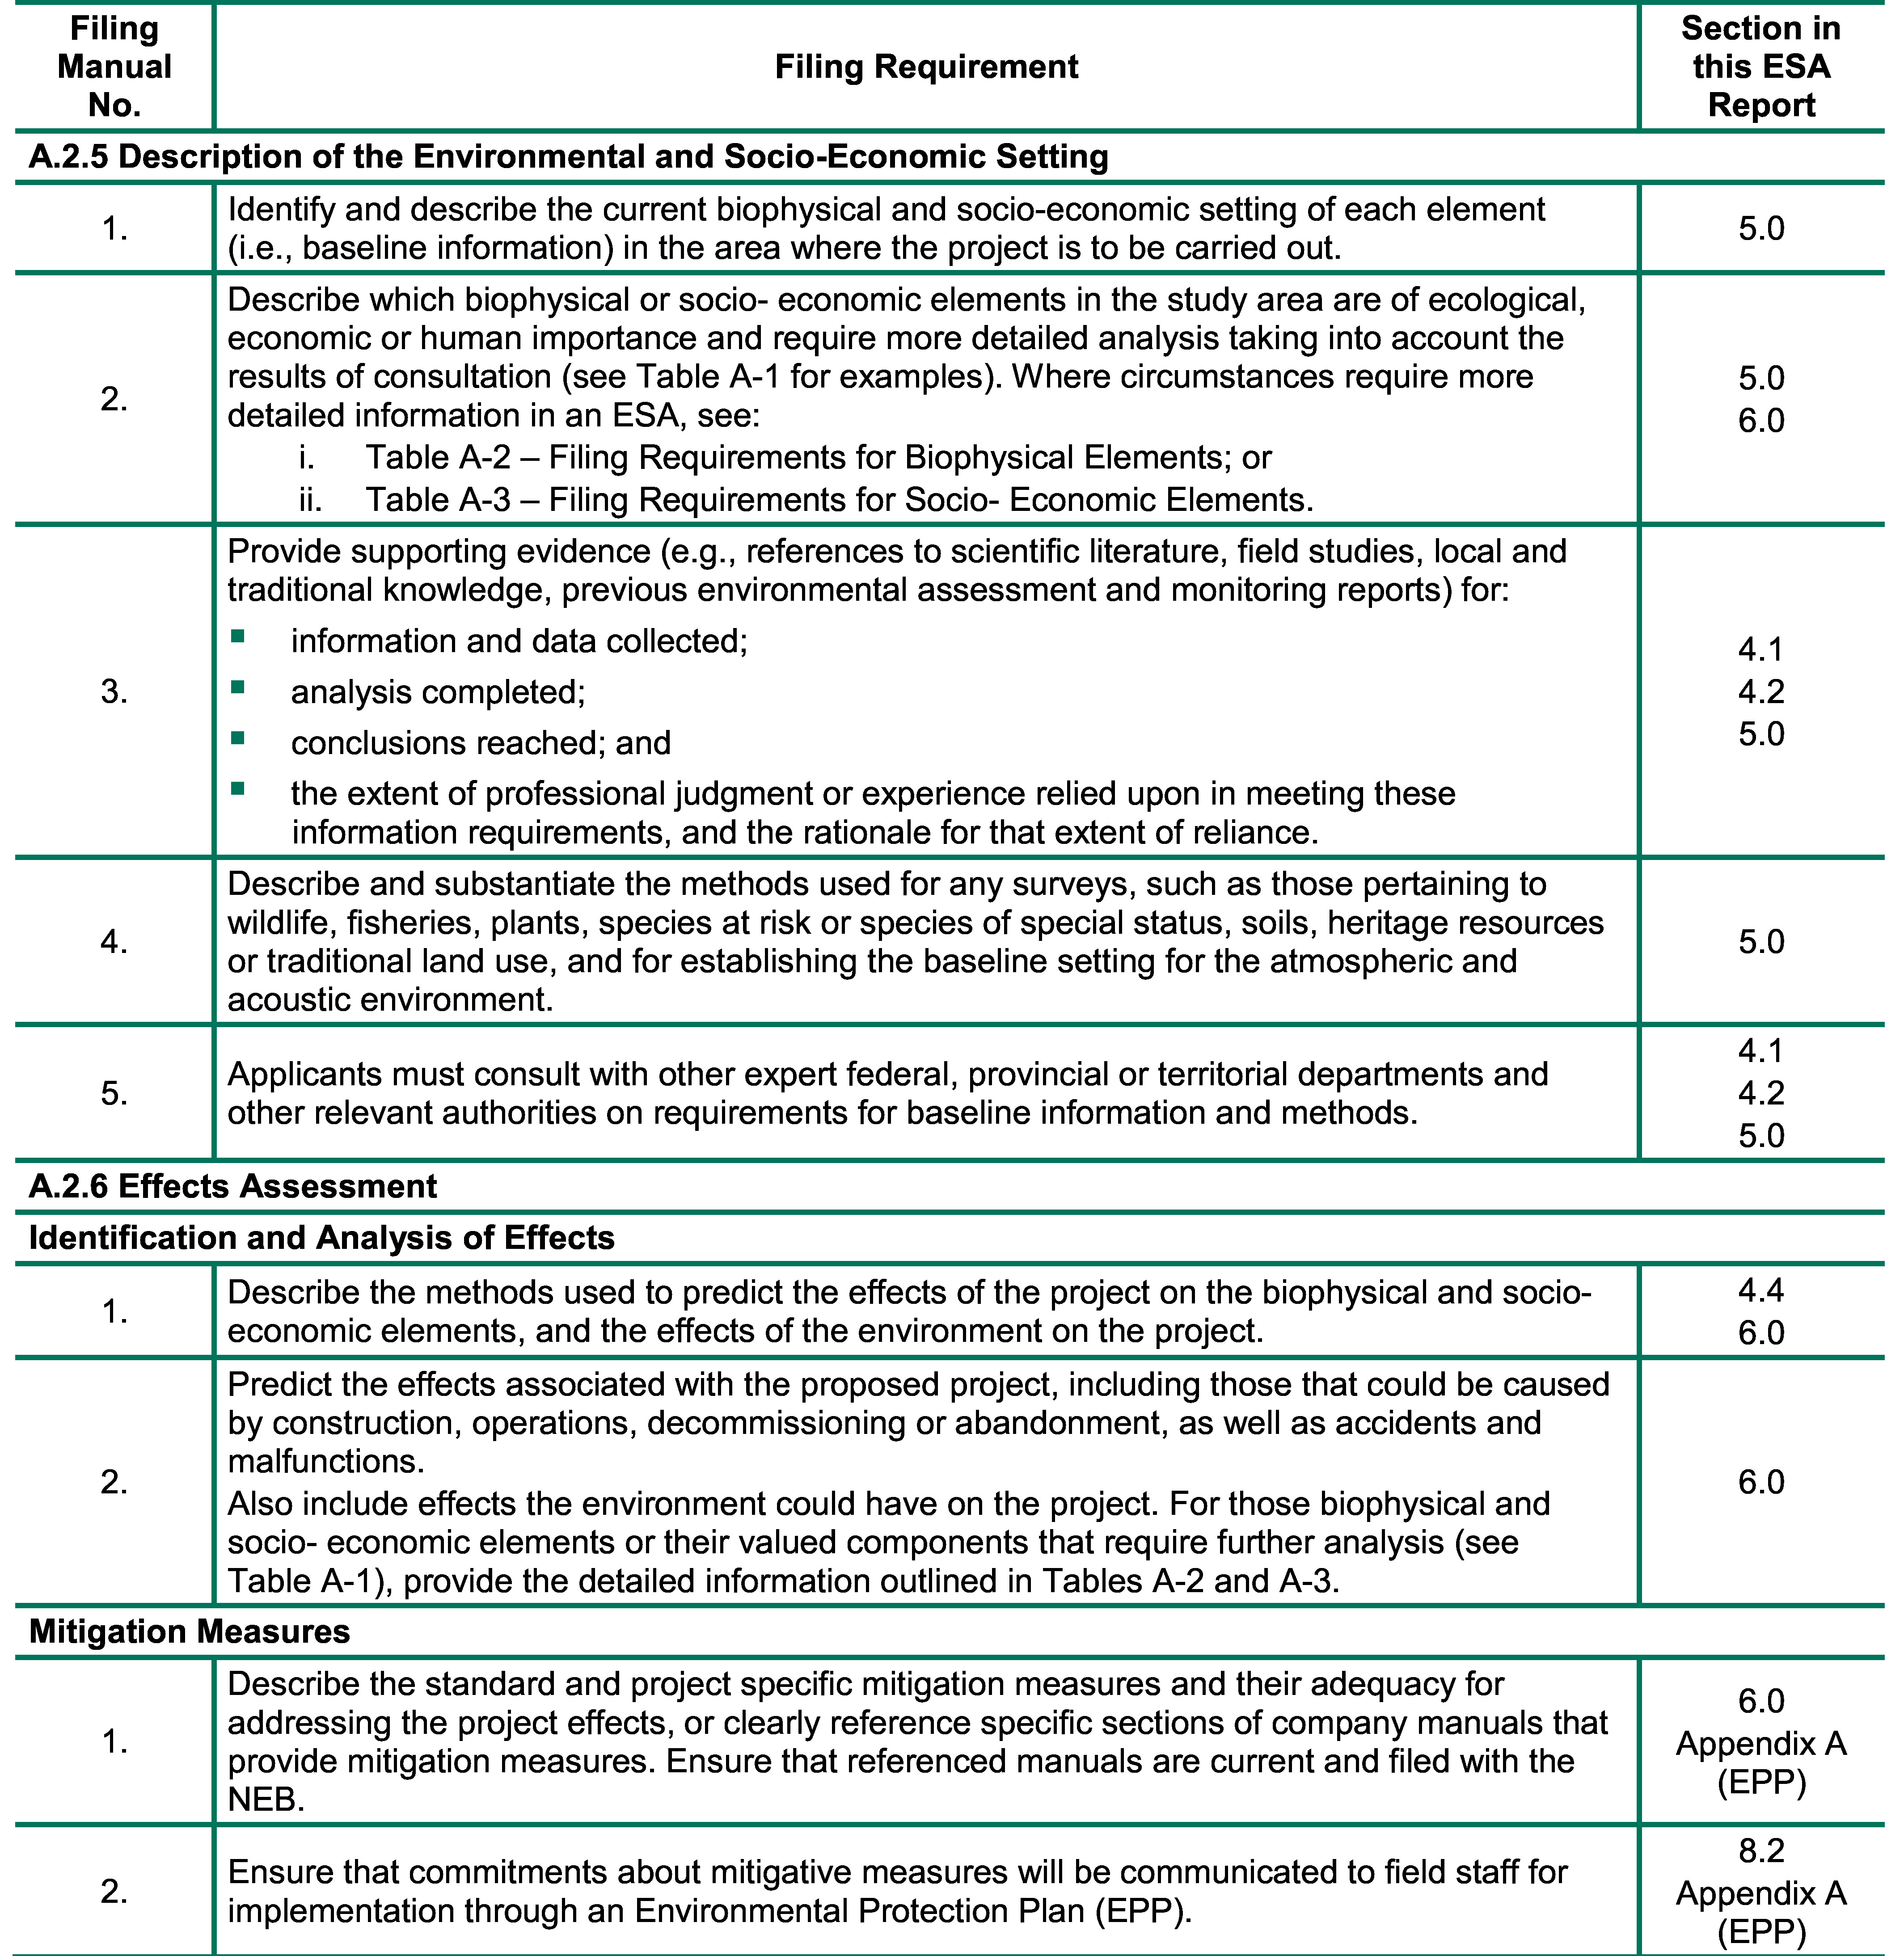 Filing
Manual
No.
Filing Requirement
Section in
this ESA
Report
A.2.5 Description of the Environmental and Socio-Economic Setting
1.
Identify and describe the current biophysical and socio-economic setting of each element
(i.e., baseline information) in the area where the project is to be carried out.
5.0
2.
Describe which biophysical or socio- economic elements in the study area are of ecological,
economic or human importance and require more detailed analysis taking into account the
results of consultation (see Table A-1 for examples). Where circumstances require more
detailed information in an ESA, see:
i. Table A-2 – Filing Requirements for Biophysical Elements; or
ii. Table A-3 – Filing Requirements for Socio- Economic Elements.
5.0
6.0
3.
Provide supporting evidence (e.g., references to scientific literature, field studies, local and
traditional knowledge, previous environmental assessment and monitoring reports) for:
▪ information and data collected;
▪ analysis completed;
▪ conclusions reached; and
▪ the extent of professional judgment or experience relied upon in meeting these
information requirements, and the rationale for that extent of reliance.
4.1
4.2
5.0
4.
Describe and substantiate the methods used for any surveys, such as those pertaining to
wildlife, fisheries, plants, species at risk or species of special status, soils, heritage resources
or traditional land use, and for establishing the baseline setting for the atmospheric and
acoustic environment.
5.0
5.
Applicants must consult with other expert federal, provincial or territorial departments and
other relevant authorities on requirements for baseline information and methods.
4.1
4.2
5.0
A.2.6 Effects Assessment
Identification and Analysis of Effects
1.
Describe the methods used to predict the effects of the project on the biophysical and socio-
economic elements, and the effects of the environment on the project.
4.4
6.0
2.
Predict the effects associated with the proposed project, including those that could be caused
by construction, operations, decommissioning or abandonment, as well as accidents and
malfunctions.
Also include effects the environment could have on the project. For those biophysical and
socio- economic elements or their valued components that require further analysis (see
Table A-1), provide the detailed information outlined in Tables A-2 and A-3.
6.0
Mitigation Measures
1.
Describe the standard and project specific mitigation measures and their adequacy for
addressing the project effects, or clearly reference specific sections of company manuals that
provide mitigation measures. Ensure that referenced manuals are current and filed with the
NEB.
6.0
Appendix A
(EPP)
2.
Ensure that commitments about mitigative measures will be communicated to field staff for
implementation through an Environmental Protection Plan (EPP).
8.2
Appendix A
(EPP)